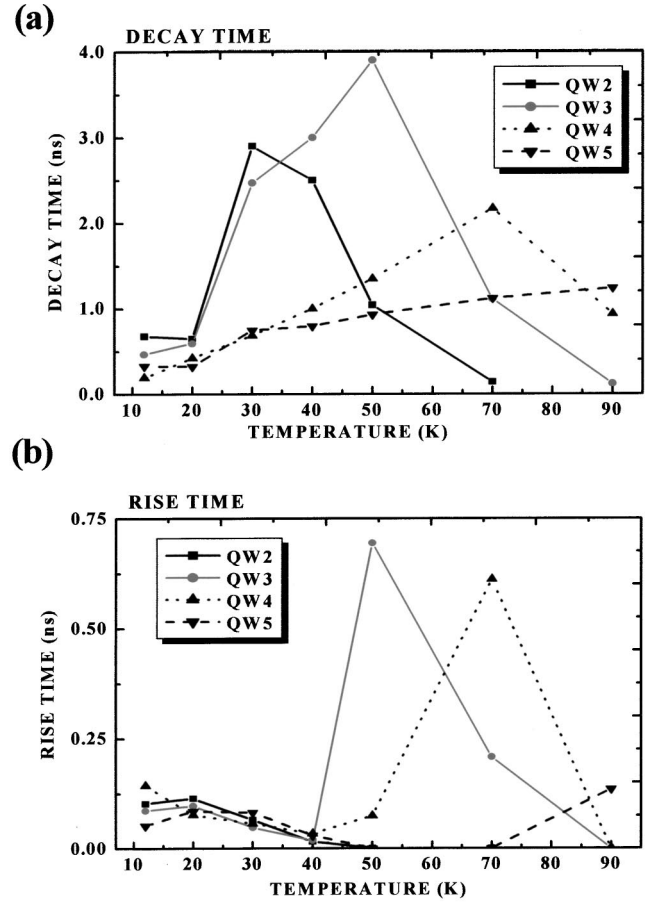 (a)
DECAY TIME
4.0
3.0
2.0
1.0
0.0
DECAY TIME (ns)
QW2
QW3
QW4
QW5
10 20 30 40 50 60 70 80 90
TEMPERATURE (K)
(b)
RISE TIME
0.75
0.50
0.25
0.00
RISE TIME (ns)
QW2
QW3
QW4
QW5
10 20 30 40 50 60 70 80 90
TEMPERATURE (K)